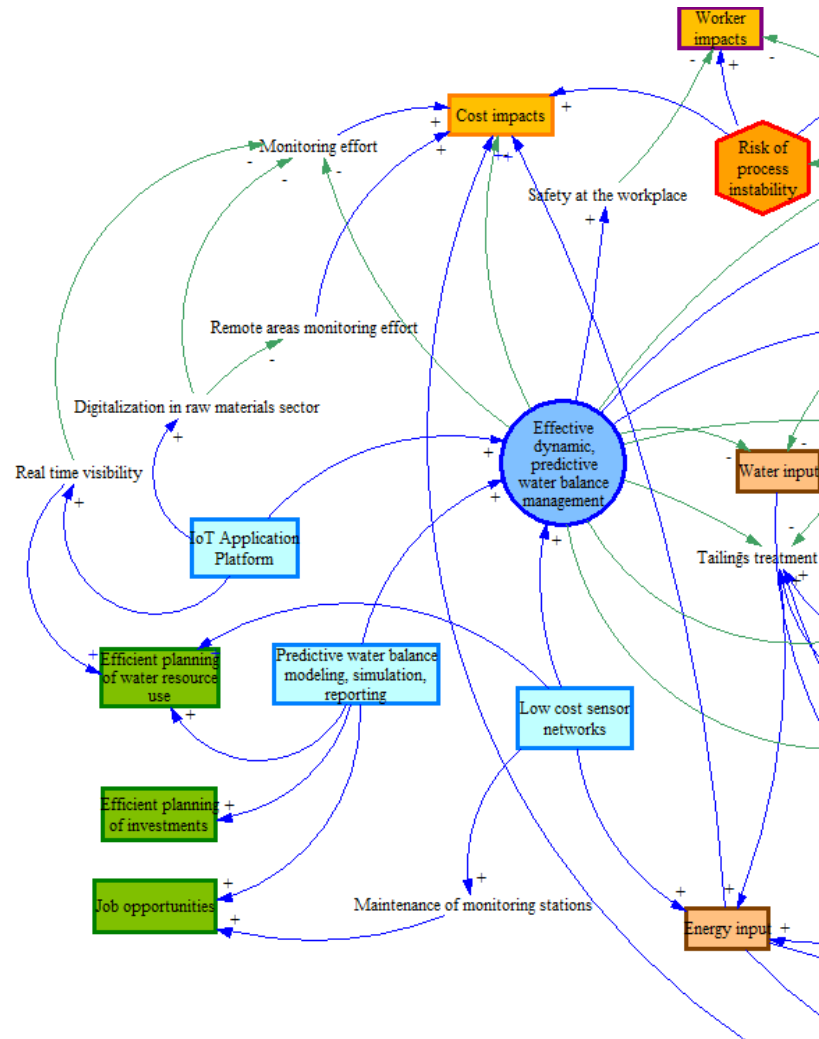 Worker
impacts
Cost impacts
Monitoring effort
Risk of
process
instability
Safety at the workplace
Remote areas monitoring effort
Digitalization in raw materials sector
Effective
dynamic,
predictive
water balance
management
Real time visibility
Water input
IoT Application
Platform
Tailings treatment
Efficient planning
of water resource
use
Predictive water balance
modeling, simulation,
reporting
Low cost sensor
networks
Efficient planning
of investments
Job opportunities
Maintenance of monitoring stations
Energy input